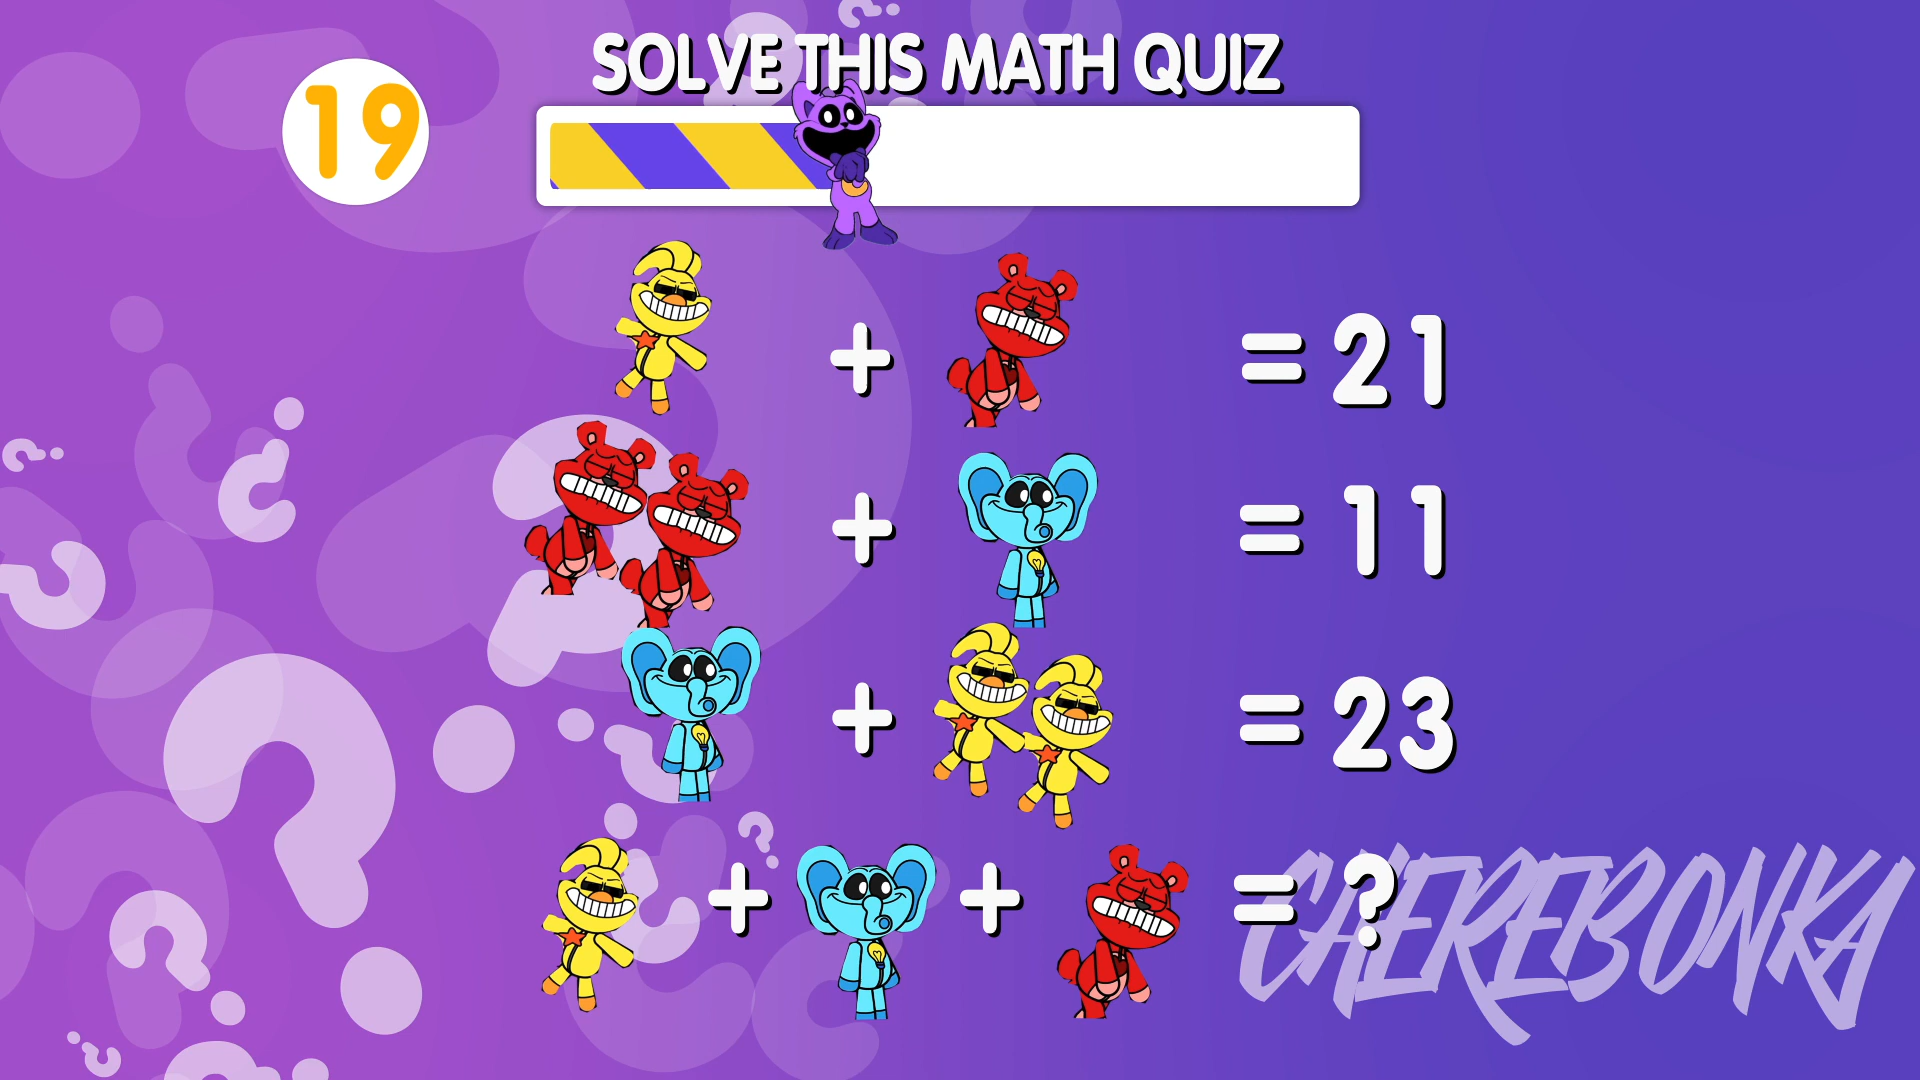 SOLVE THIS MATH QUIZ
19
+ = 21
+ = 11
+ = 23
+ + = ?
CHEREBONKA